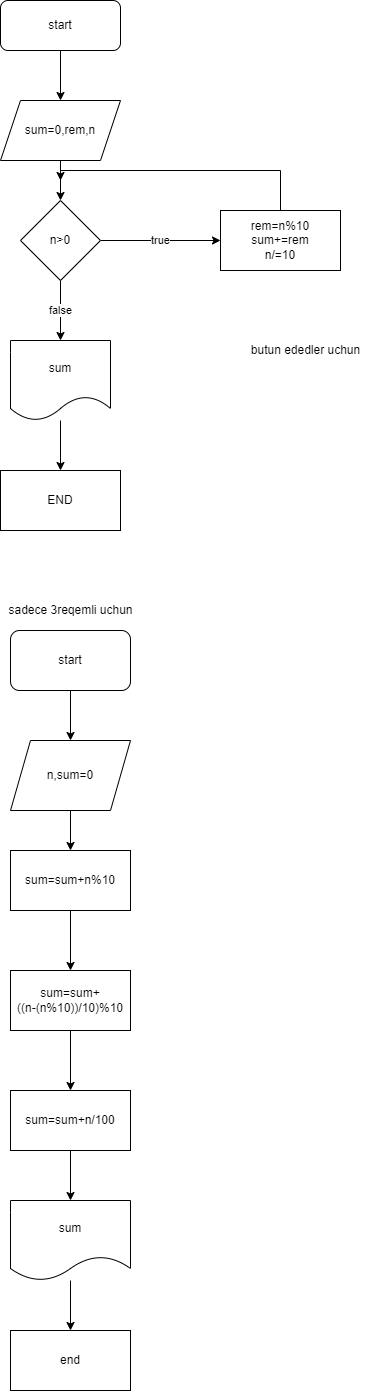 start
sum=0,rem,n
n>0
true
rem=n%10
sum+=rem
n/=10
false
sum
butun ededler uchun
END
sadece 3reqemli uchun
start
n,sum=0
sum=sum+n%10
sum=sum+
((n-(n%10))/10)%10
sum=sum+n/100
sum
end